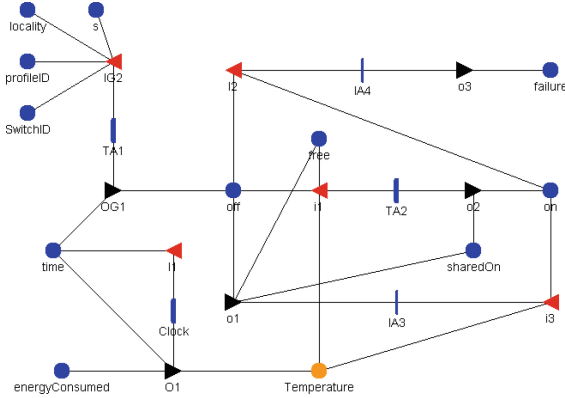 locality
s
profileID
IG2
SwitchID
TA1
OG1
I2
IA4
o3
failure
free
off
i1
TA2
o2
on
time
I1
sharedOn
Clock
o1
IA3
i3
energyConsumed
O1
Temperature